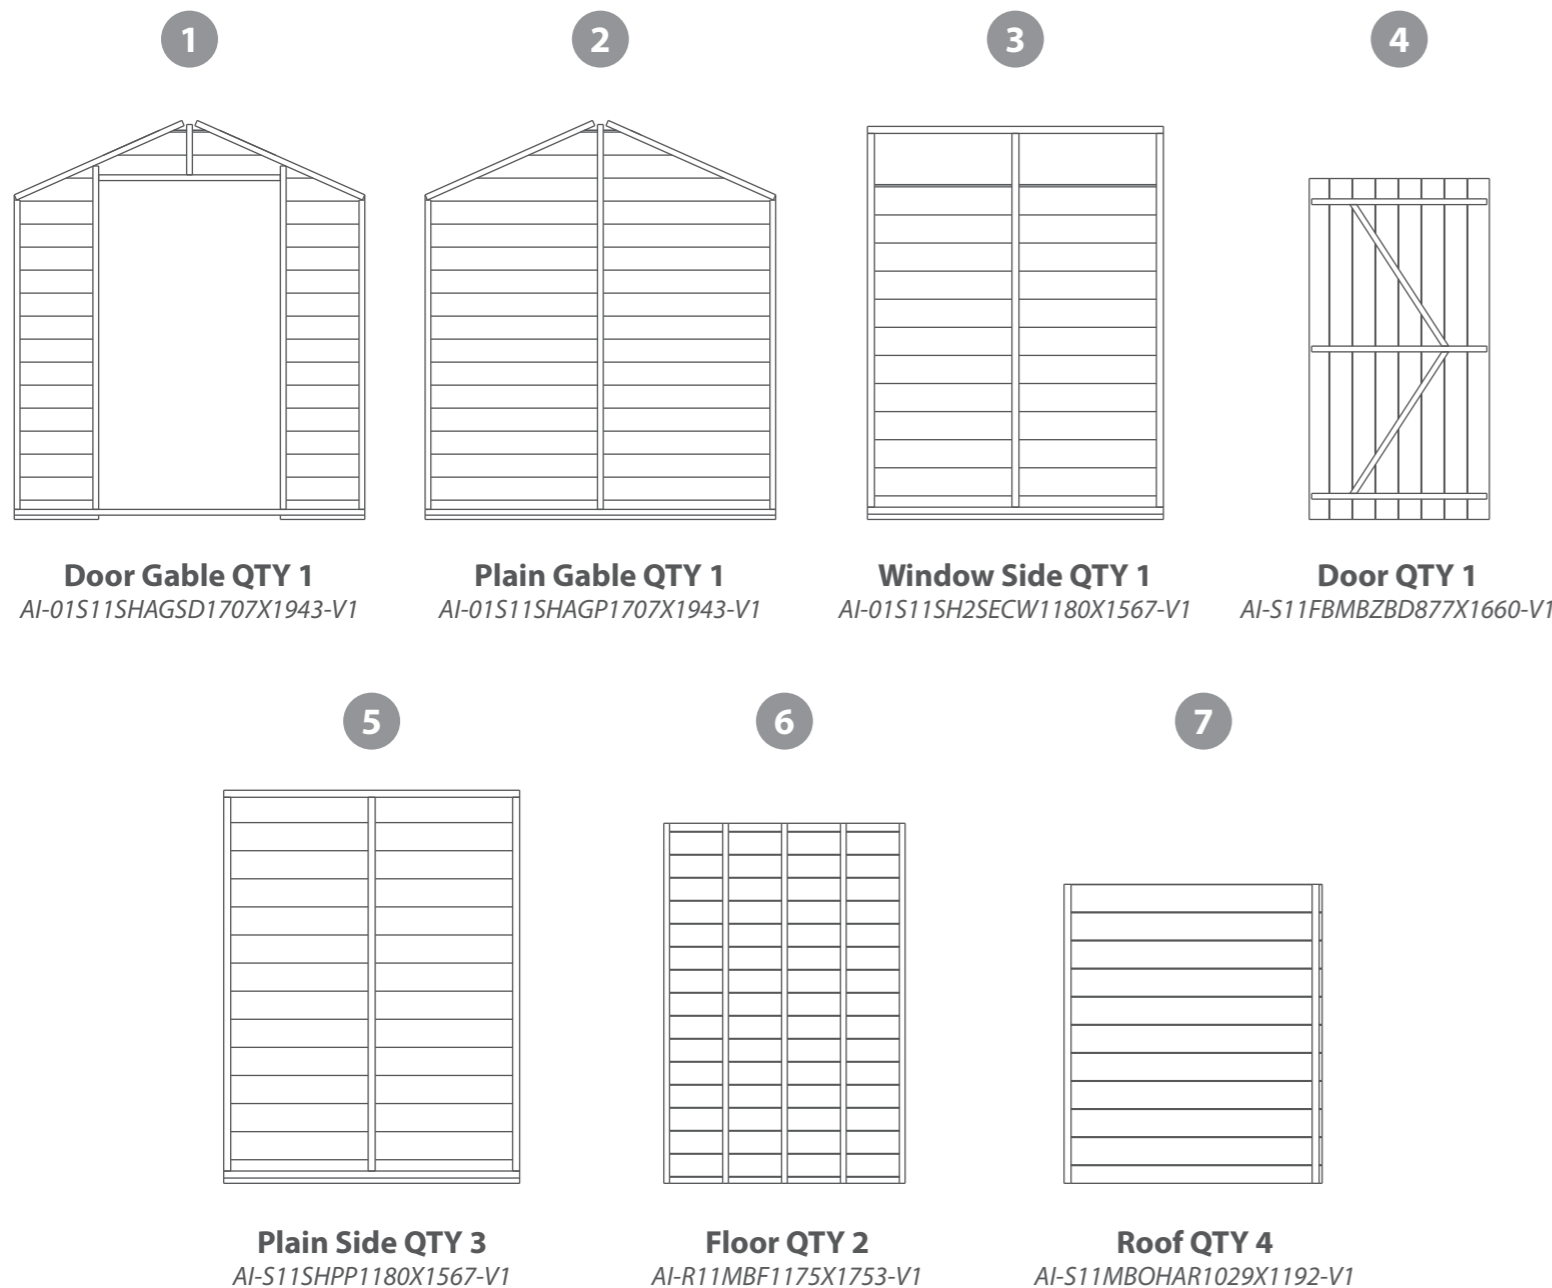 1
2
3
4
Door Gable QTY 1
AI-01S11SHAGSD1707X1943-V1
Plain Gable QTY 1
AI-01S11SHAGP1707X1943-V1
Window Side QTY 1
AI-01S11SH2SECW1180X1567-V1
Door QTY 1
AI-S11FBMBZBD877X1660-V1
5
6
7
Plain Side QTY 3
AI-S11SHPP1180X1567-V1
Floor QTY 2
AI-R11MBF1175X1753-V1
Roof QTY 4
AI-S11MBOHAR1029X1192-V1